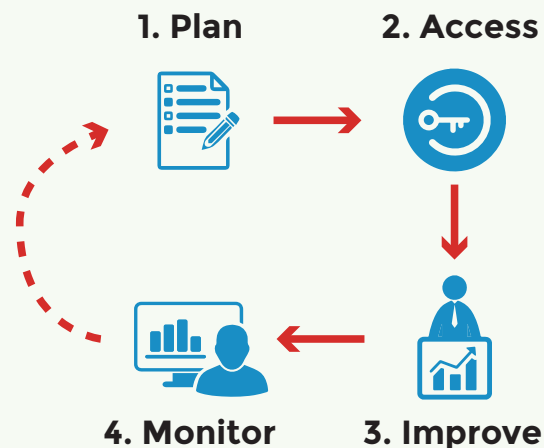 1. Plan
2. Access
4. Monitor
3. Improve